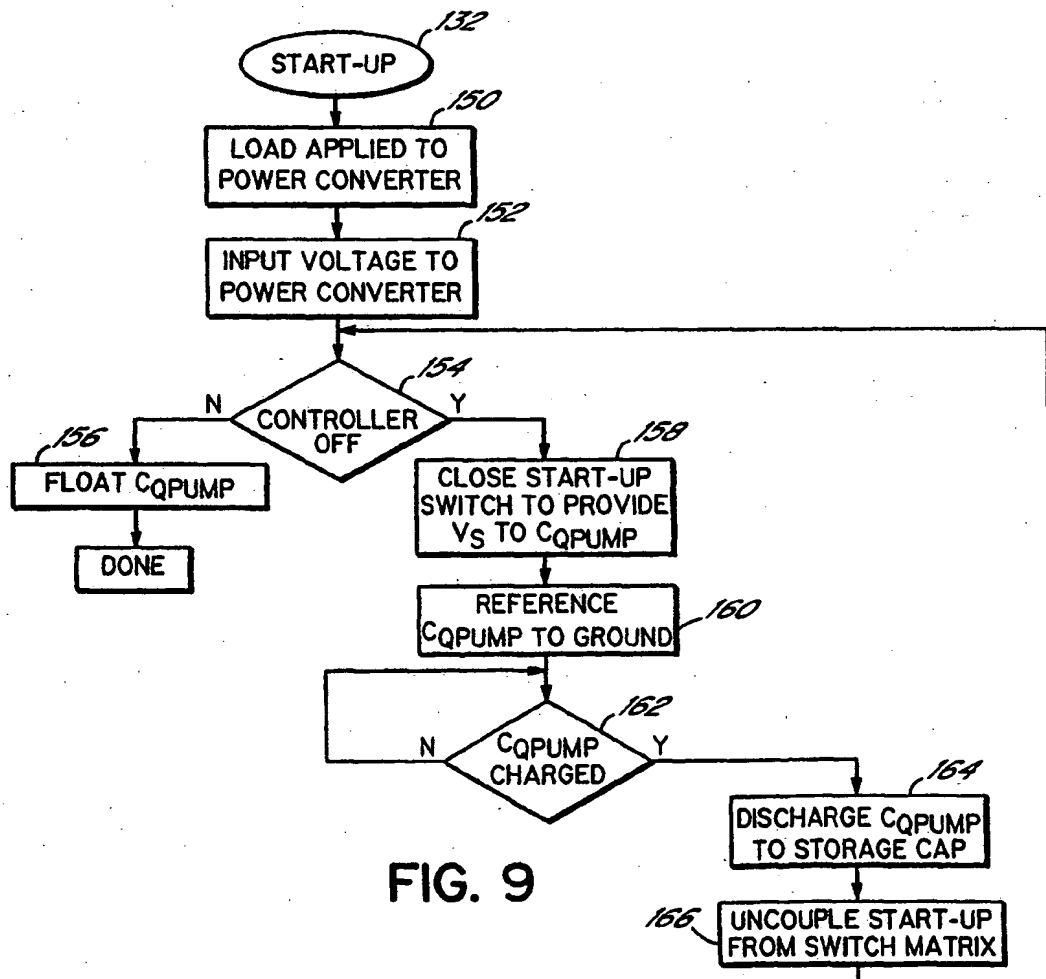 132
START-UP
150
LOAD APPLIED TO
POWER CONVERTER
152
INPUT VOLTAGE TO
POWER CONVERTER
154
N
CONTROLLER
OFF
Y
156
FLOAT CQPUMP
DONE
158
CLOSE START-UP
SWITCH TO PROVIDE
VS TO CQPUMP
REFERENCE
CQPUMP TO GROUND
160
162
N
CQPUMP
CHARGED
Y
164
DISCHARGE CQPUMP
TO STORAGE CAP
166
UNCOUPLE START-UP
FROM SWITCH MATRIX
FIG. 9